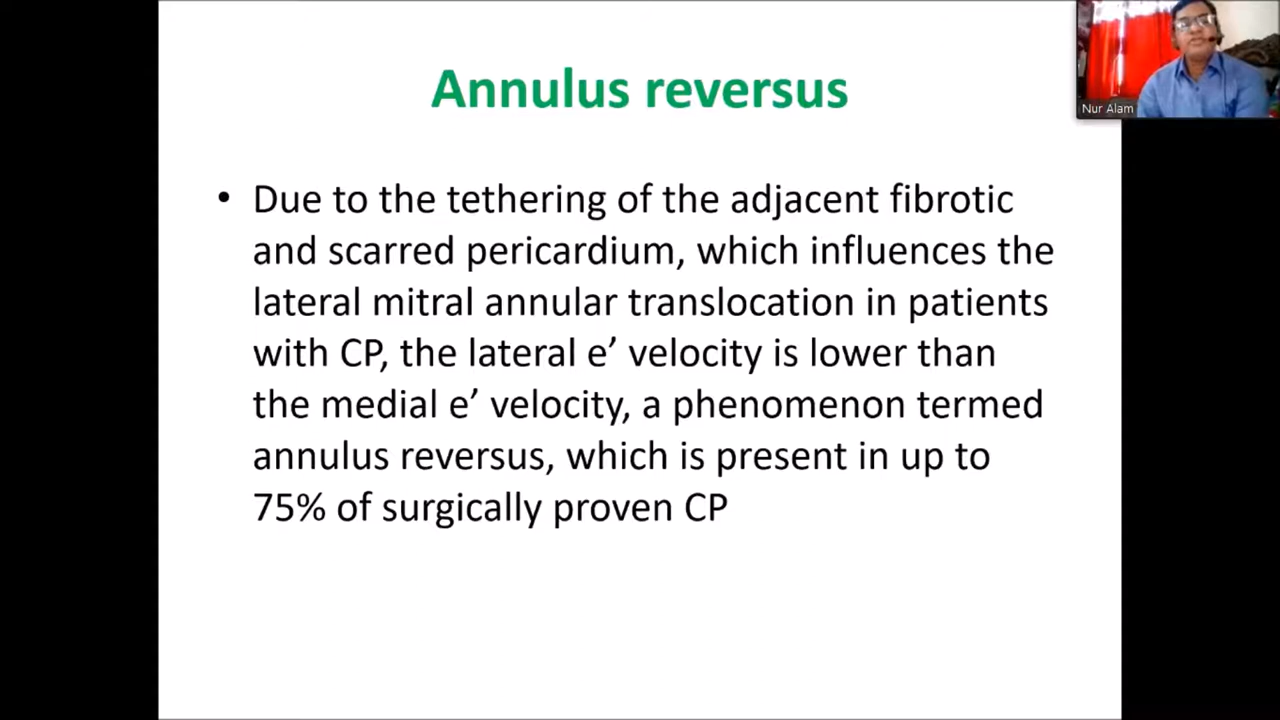 Annulus reversus
Nur Alam
• Due to the tethering of the adjacent fibrotic
and scarred pericardium, which influences the
lateral mitral annular translocation in patients
with CP, the lateral e’ velocity is lower than
the medial e’ velocity, a phenomenon termed
annulus reversus, which is present in up to
75% of surgically proven CP